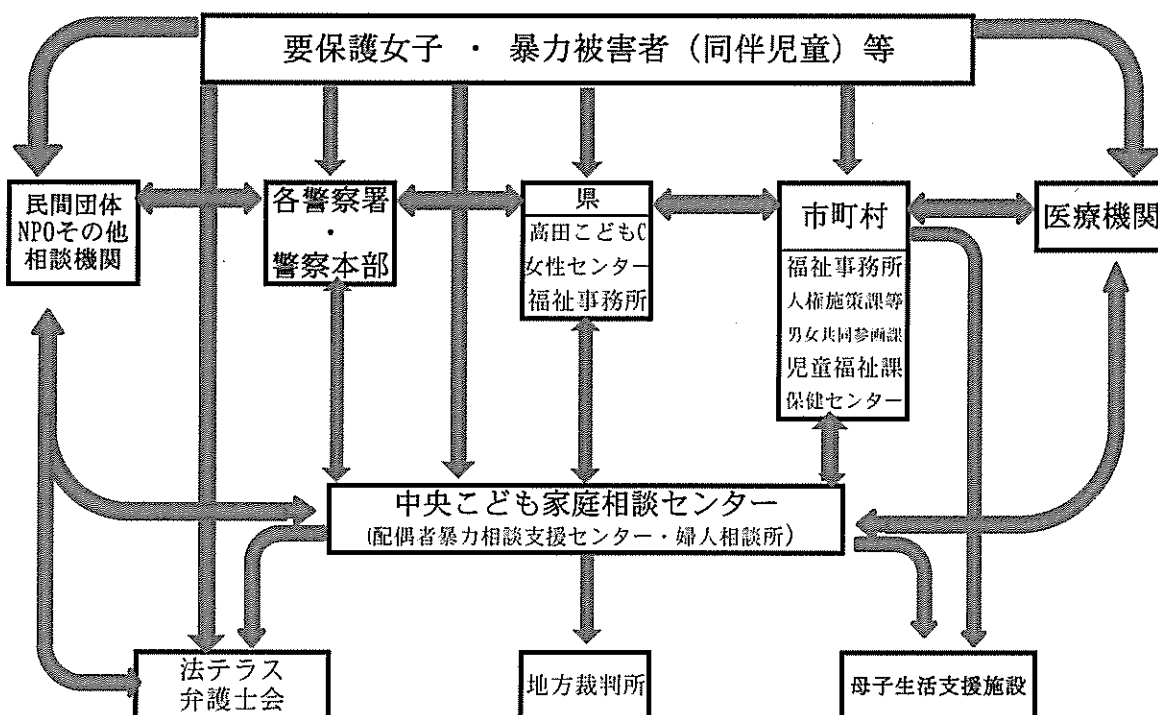 要保護女子 ・ 暴力被害者（同伴児童）等
民間団体
NPOその他
相談機関
各警察署
・
警察本部
県
高田こどもC
女性センター
福祉事務所
市町村
福祉事務所
人権施策課等
男女共同参画課
児童福祉課
保健センター
医療機関
中央こども家庭相談センター
(配偶者暴力相談支援センター・婦人相談所）
法テラス
弁護士会
地方裁判所
母子生活支援施設